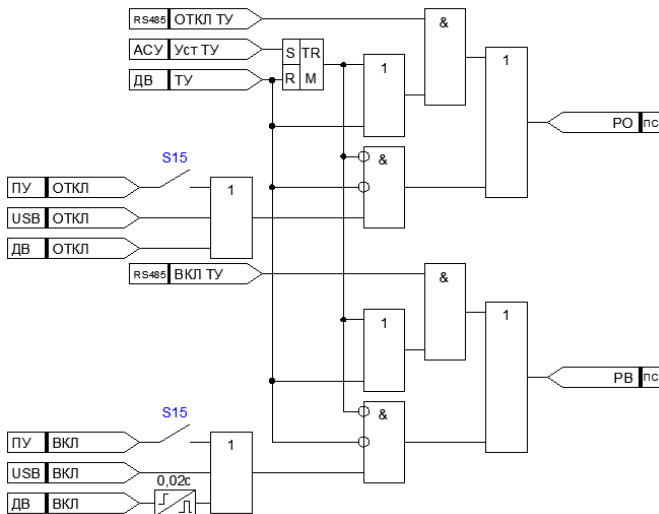 RS485 ОТКЛ ТУ
&
АСУ Уст ТУ
S TR
1
1
ДВ ТУ
R M
РО ПС
S15
&
ПУ ОТКЛ
1
USB ОТКЛ
ДВ ОТКЛ
RS485 ВКЛ ТУ
&
1
1
РВ ПС
S15
&
ПУ ВКЛ
1
USB ВКЛ
0,02с
ДВ ВКЛ